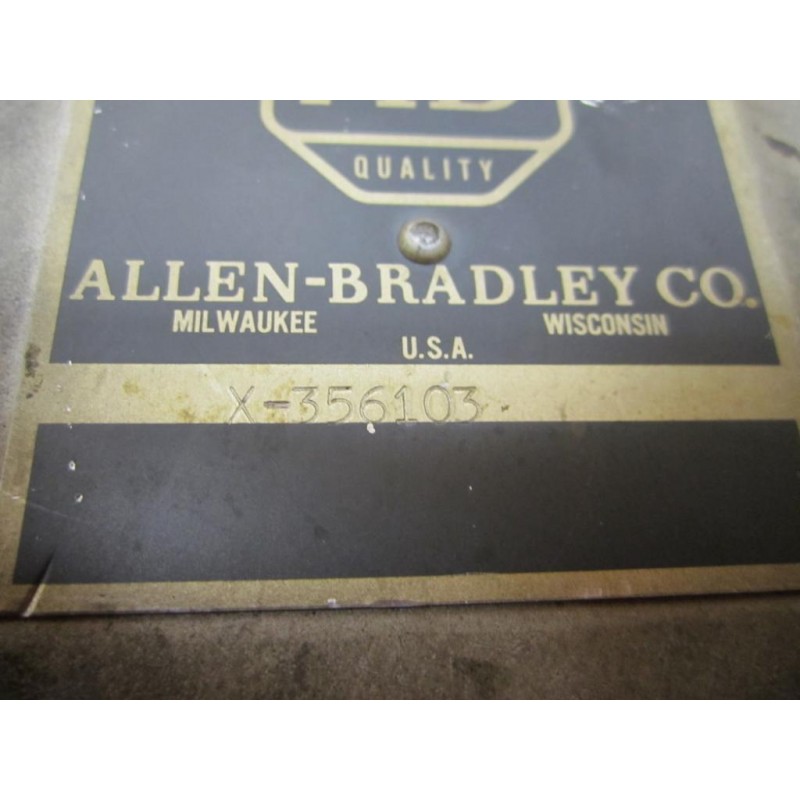 QUALITY
ALLEN-BRADLEY CO.
MILWAUKEE WISCONSIN
U.S.A.
X-356103